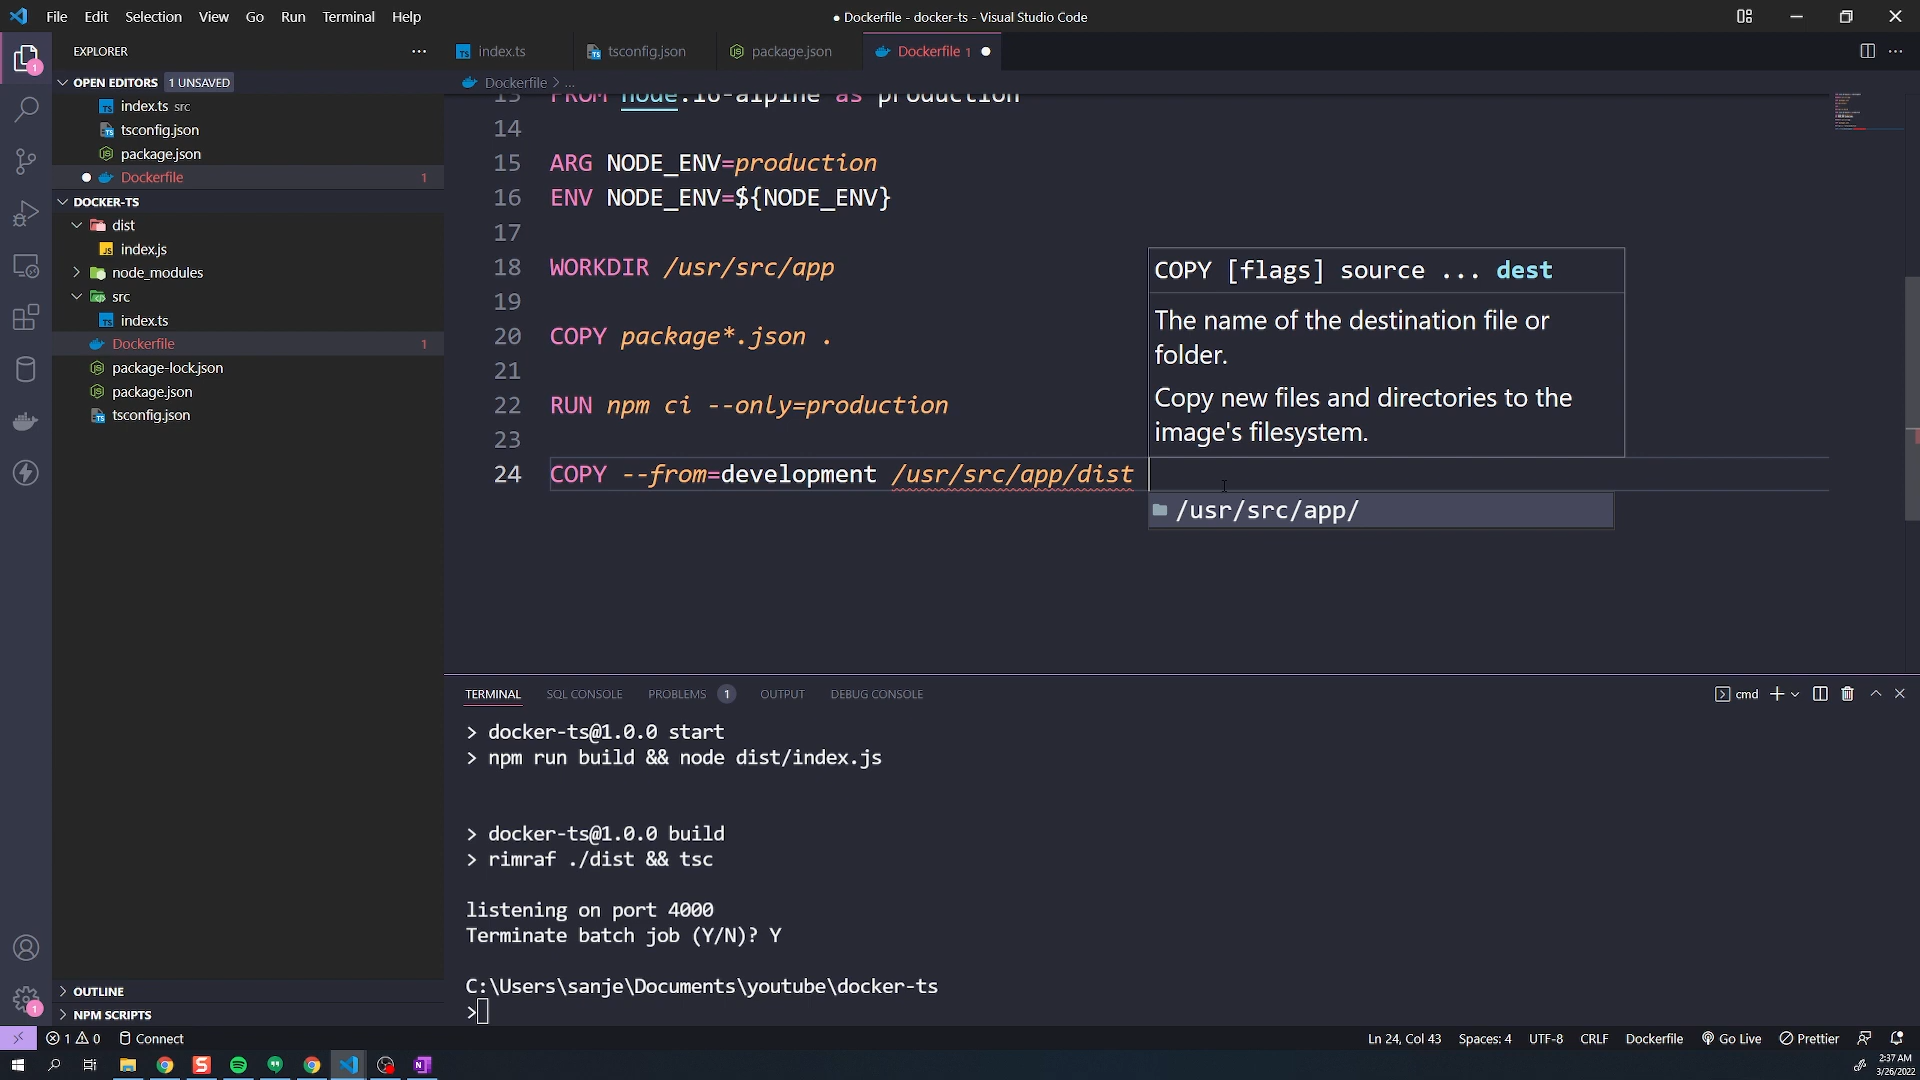 File Edit Selection View Go Run Terminal Help
● Dockerfile - docker-ts - Visual Studio Code
EXPLORER
index.ts
tsconfig.json
package.json
Dockerfile 1
OPEN EDITORS 1 UNSAVED
Dockerfile > ...
index.ts src
tsconfig.json
package.json
Dockerfile 1
DOCKER-TS
dist
index.js
node_modules
src
index.ts
Dockerfile 1
package-lock.json
package.json
tsconfig.json
OUTLINE
NPM SCRIPTS
13 FROM node:16-alpine as production
14
15 ARG NODE_ENV=production
16 ENV NODE_ENV=${NODE_ENV}
17
18 WORKDIR /usr/src/app
19
20 COPY package*.json .
21
22 RUN npm ci --only=production
23
24 COPY --from=development /usr/src/app/dist
COPY [flags] source ... dest
The name of the destination file or
folder.
Copy new files and directories to the
image's filesystem.
/usr/src/app/
TERMINAL SQL CONSOLE PROBLEMS 1 OUTPUT DEBUG CONSOLE
cmd
> docker-ts@1.0.0 start
> npm run build && node dist/index.js
> docker-ts@1.0.0 build
> rimraf ./dist && tsc
listening on port 4000
Terminate batch job (Y/N)? Y
C:\Users\sanje\Documents\youtube\docker-ts
>
1 0 Connect
Ln 24, Col 43 Spaces: 4 UTF-8 CRLF Dockerfile Go Live Prettier
2:37 AM
3/26/2022